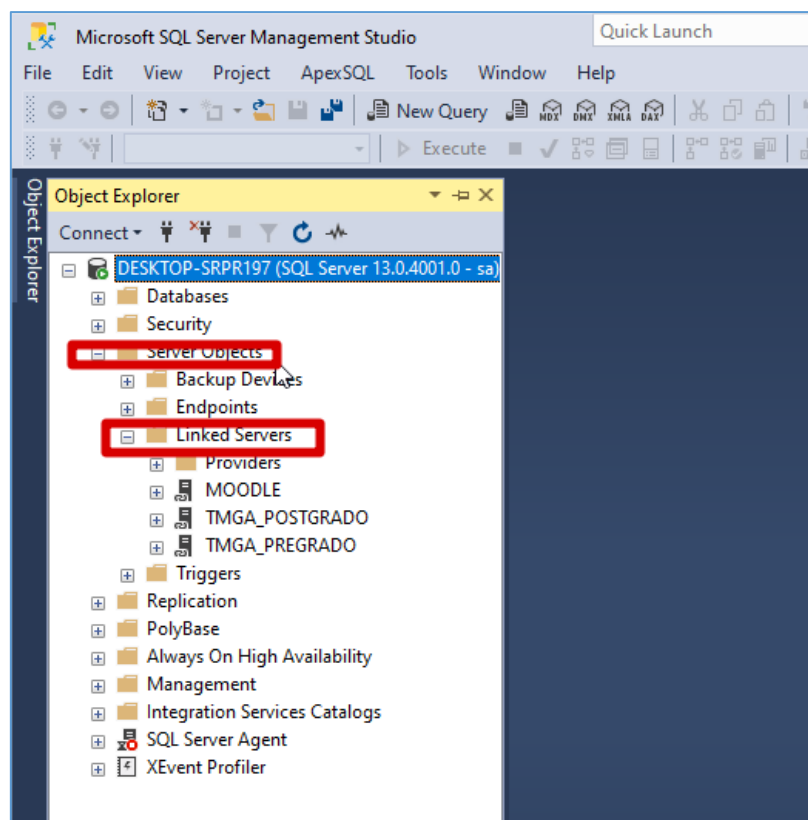 Microsoft SQL Server Management Studio
Quick Launch
File Edit View Project ApexSQL Tools Window Help
New Query MDX DMX XMLA DAX
Execute
Object Explorer
Object Explorer
Connect
DESKTOP-SRPR197 (SQL Server 13.0.4001.0 - sa)
Databases
Security
Server Objects
Backup Devices
Endpoints
Linked Servers
Providers
MOODLE
TMGA_POSTGRADO
TMGA_PREGRADO
Triggers
Replication
PolyBase
Always On High Availability
Management
Integration Services Catalogs
SQL Server Agent
XEvent Profiler